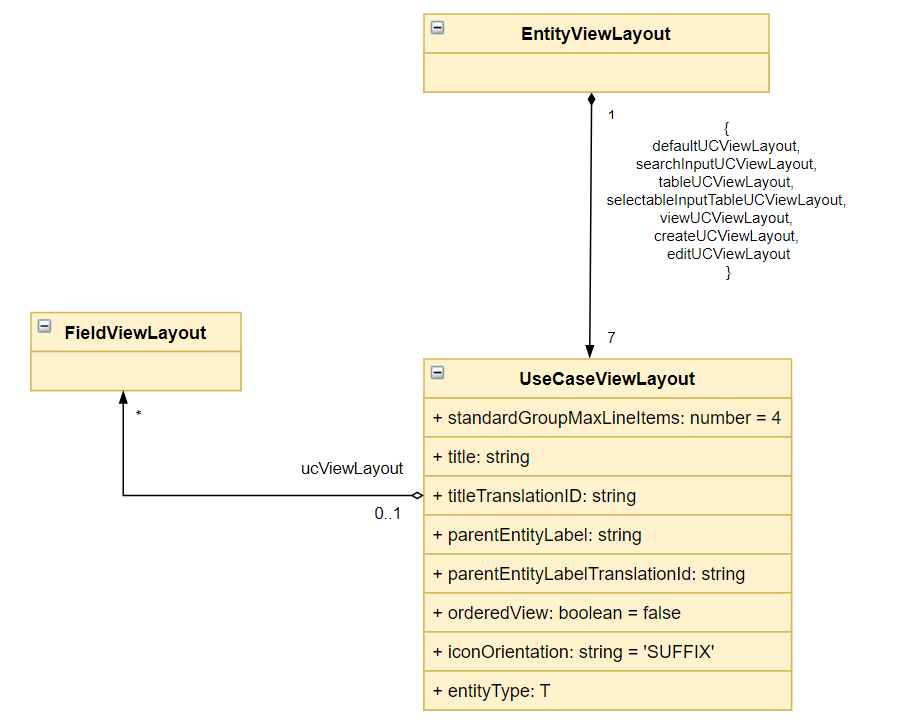 EntityViewLayout
1
{
defaultUCViewLayout,
searchInputUCViewLayout,
tableUCViewLayout,
selectableInputTableUCViewLayout,
viewUCViewLayout,
createUCViewLayout,
editUCViewLayout
}
7
FieldViewLayout
*
ucViewLayout
0..1
UseCaseViewLayout
+ standardGroupMaxLineItems: number = 4
+ title: string
+ titleTranslationID: string
+ parentEntityLabel: string
+ parentEntityLabelTranslationId: string
+ orderedView: boolean = false
+ iconOrientation: string = 'SUFFIX'
+ entityType: T